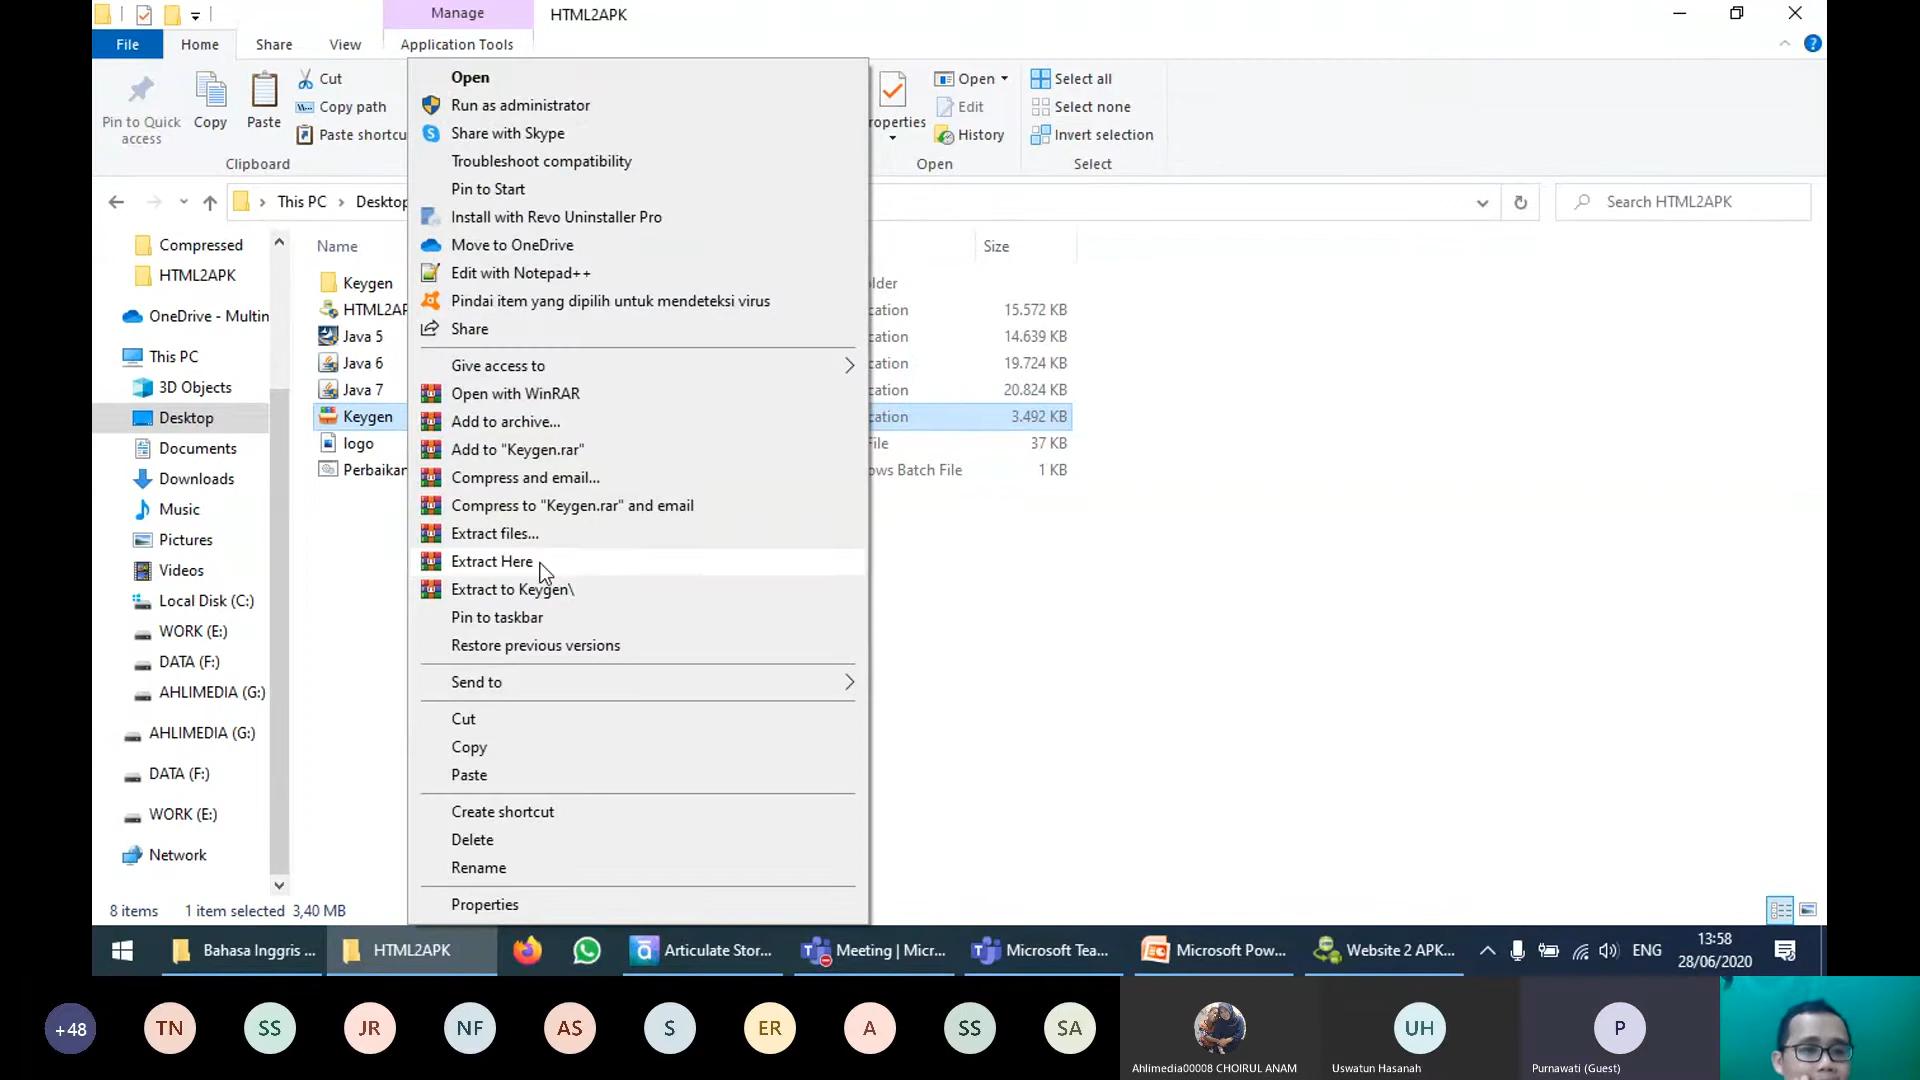 Manage
HTML2APK
File
Home
Share
View
Application Tools
Pin to Quick
access
Copy
Paste
Cut
Copy path
Paste shortcu
Clipboard
roperties
Open
Edit
History
Open
Select all
Select none
Invert selection
Select
This PC
Desktop
Search HTML2APK
Compressed
HTML2APK
OneDrive - Multin
This PC
3D Objects
Desktop
Documents
Downloads
Music
Pictures
Videos
Local Disk (C:)
WORK (E:)
DATA (F:)
AHLIMEDIA (G:)
AHLIMEDIA (G:)
DATA (F:)
WORK (E:)
Network
Name
Size
Keygen
lder
HTML2AP
cation
15.572 KB
Java 5
cation
14.639 KB
Java 6
cation
19.724 KB
Java 7
cation
20.824 KB
Keygen
cation
3.492 KB
logo
File
37 KB
Perbaikan
ows Batch File
1 KB
Open
Run as administrator
Share with Skype
Troubleshoot compatibility
Pin to Start
Install with Revo Uninstaller Pro
Move to OneDrive
Edit with Notepad++
Pindai item yang dipilih untuk mendeteksi virus
Share
Give access to
Open with WinRAR
Add to archive...
Add to "Keygen.rar"
Compress and email...
Compress to "Keygen.rar" and email
Extract files...
Extract Here
Extract to Keygen\
Pin to taskbar
Restore previous versions
Send to
Cut
Copy
Paste
Create shortcut
Delete
Rename
Properties
8 items
1 item selected 3,40 MB
Bahasa Inggris ...
HTML2APK
Articulate Stor...
Meeting | Micr...
Microsoft Tea...
Microsoft Pow...
Website 2 APK...
ENG
13:58
28/06/2020
+48
TN
SS
JR
NF
AS
S
ER
A
SS
SA
UH
P
Ahlimedia00008 CHOIRUL ANAM
Uswatun Hasanah
Purnawati (Guest)